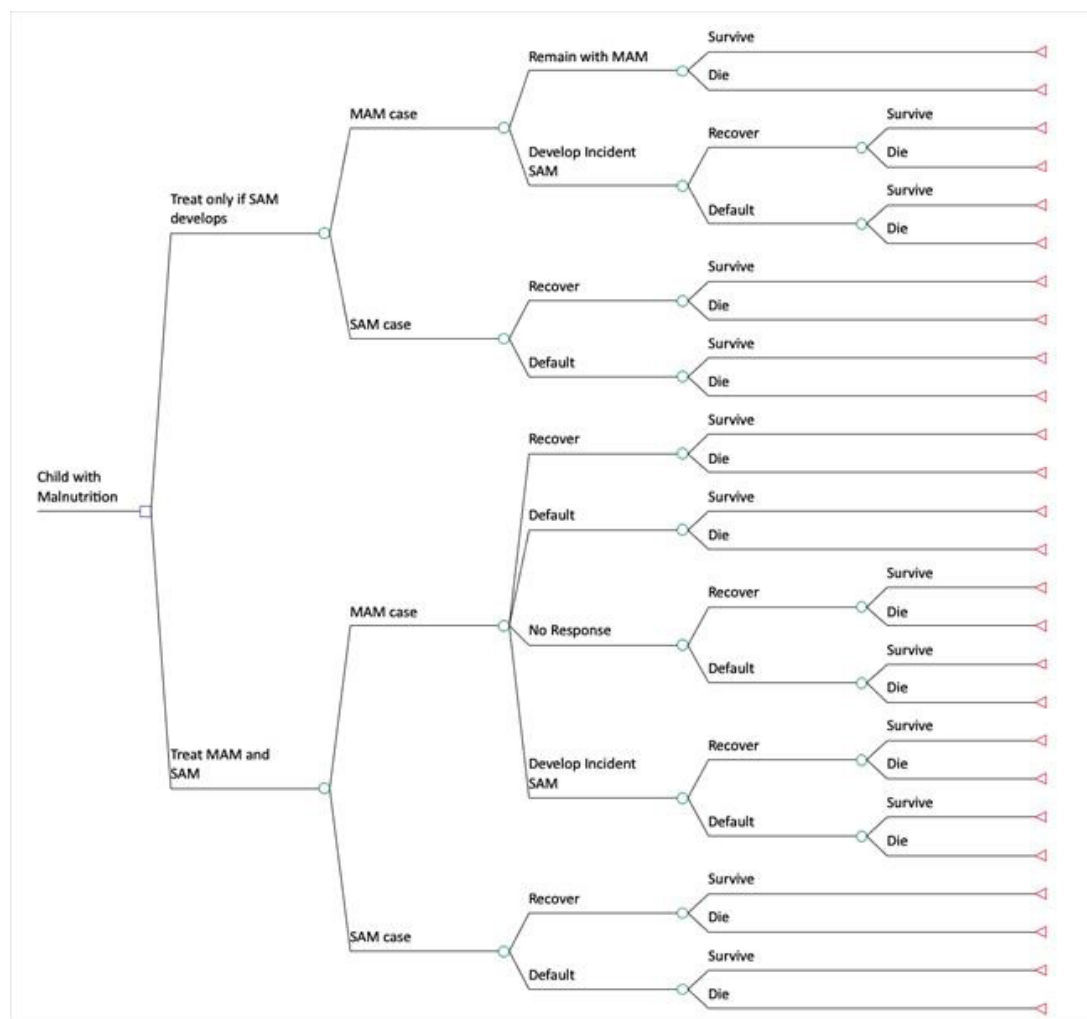 Survive
Remain with MAM
Die
MAM case
Survive
Recover
Develop Incident
SAM
Die
Treat only if SAM
develops
Survive
Default
Die
Survive
Recover
Die
SAM case
Survive
Default
Die
Survive
Recover
Die
Child with
Malnutrition
Survive
Default
Die
Survive
Recover
MAM case
Die
No Response
Survive
Default
Die
Survive
Recover
Treat MAM and
SAM
Develop Incident
SAM
Die
Survive
Default
Die
Survive
Recover
Die
SAM case
Survive
Default
Die